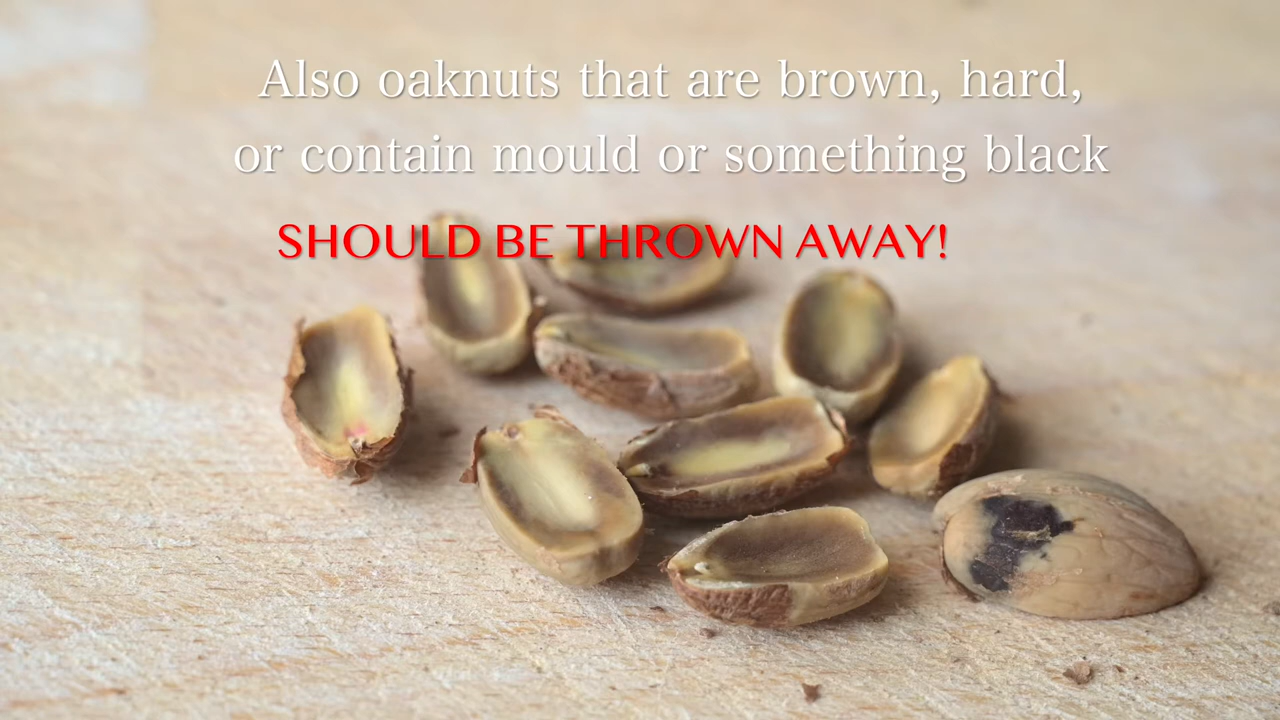 Also oaknuts that are brown, hard,
or contain mould or something black
SHOULD BE THROWN AWAY!